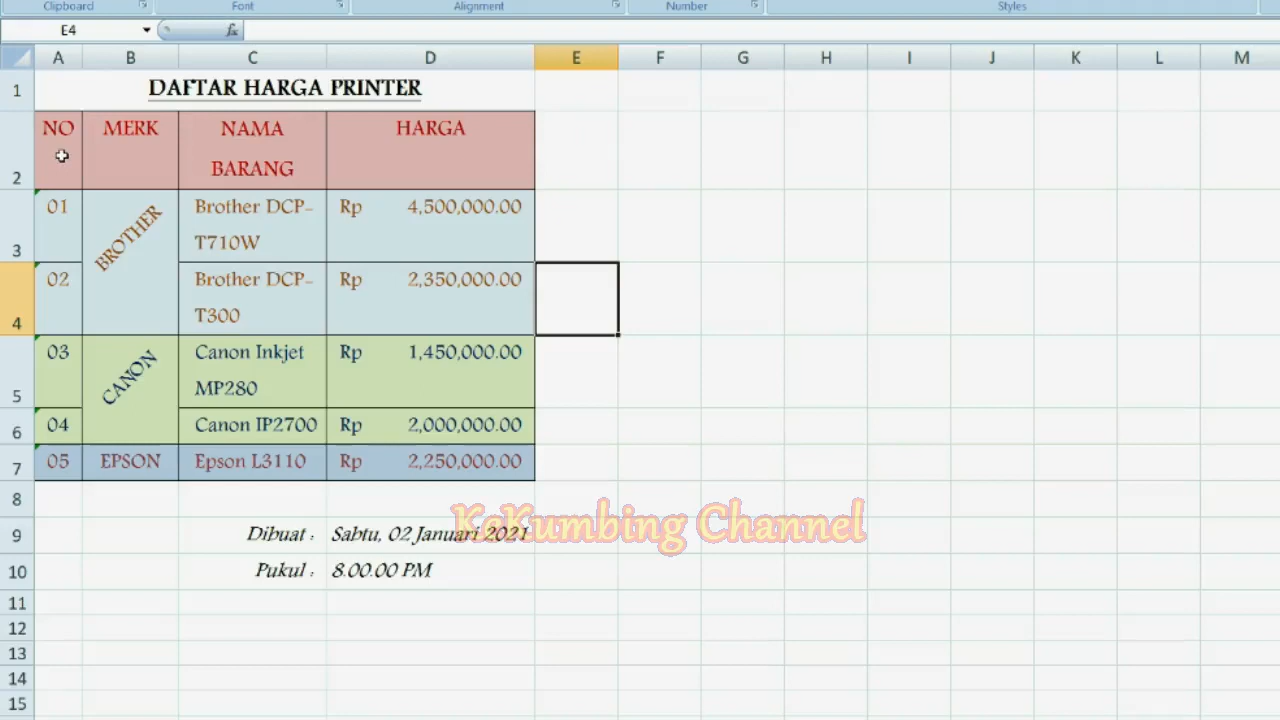 Clipboard Font Alignment Number Styles
E4 fx
A B C D E F G H I J K L M
1 DAFTAR HARGA PRINTER
NO MERK NAMA HARGA
2 BARANG
01 BROTHER Brother DCP- Rp 4,500,000.00
3 T710W
02 Brother DCP- Rp 2,350,000.00
4 T300
03 CANON Canon Inkjet Rp 1,450,000.00
5 MP280
6 04 Canon IP2700 Rp 2,000,000.00
7 05 EPSON Epson L3110 Rp 2,250,000.00
8
KeKumbing Channel
9 Dibuat : Sabtu, 02 Januari 2021
10 Pukul : 8.00.00 PM
11
12
13
14
15